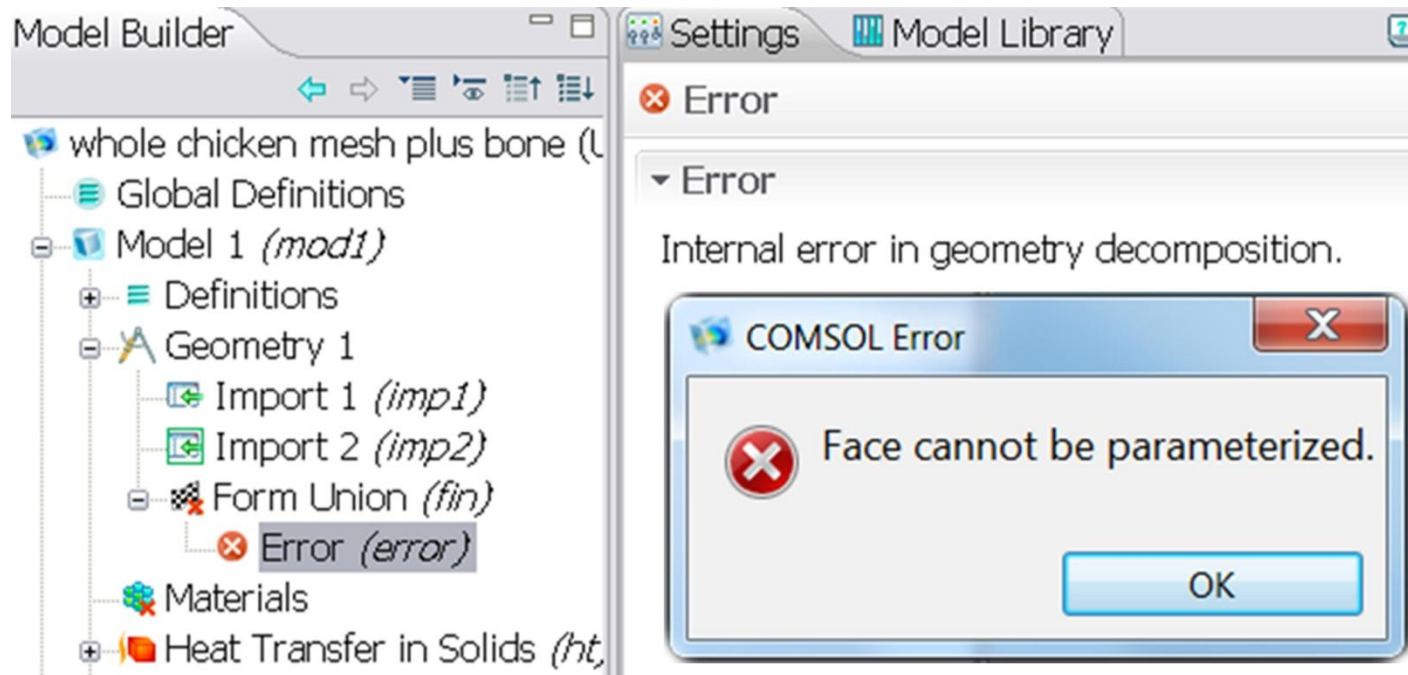 Model Builder
whole chicken mesh plus bone (U
Global Definitions
Model 1 (mod1)
Definitions
Geometry 1
Import 1 (imp1)
Import 2 (imp2)
Form Union (fin)
Error (error)
Materials
Heat Transfer in Solids (ht)
Settings
Model Library
Error
Error
Internal error in geometry decomposition.
COMSOL Error
Face cannot be parameterized.
OK